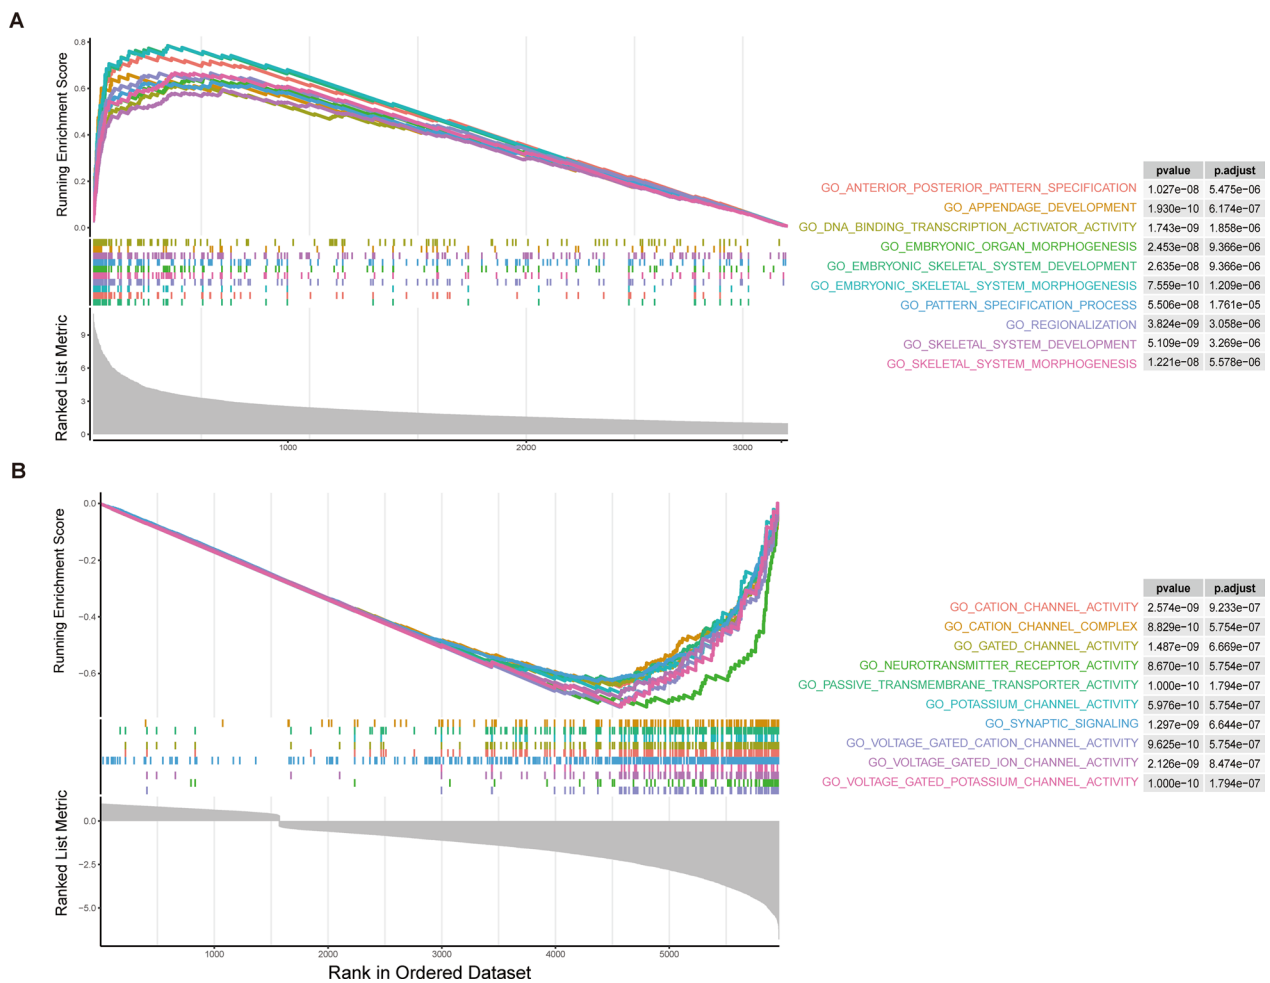 A
Running Enrichment Score
0.8
0.6
0.4
0.2
0.0
Ranked List Metric
9
6
3
0
1000
2000
3000
pvalue p.adjust
GO_ANTERIOR_POSTERIOR_PATTERN_SPECIFICATION 1.027e−08 5.475e−06
GO_APPENDAGE_DEVELOPMENT 1.930e−10 6.174e−07
GO_DNA_BINDING_TRANSCRIPTION_ACTIVATOR_ACTIVITY 1.743e−09 1.858e−06
GO_EMBRYONIC_ORGAN_MORPHOGENESIS 2.453e−08 9.366e−06
GO_EMBRYONIC_SKELETAL_SYSTEM_DEVELOPMENT 2.635e−08 9.366e−06
GO_EMBRYONIC_SKELETAL_SYSTEM_MORPHOGENESIS 7.559e−10 1.209e−06
GO_PATTERN_SPECIFICATION_PROCESS 5.506e−08 1.761e−05
GO_REGIONALIZATION 3.824e−09 3.058e−06
GO_SKELETAL_SYSTEM_DEVELOPMENT 5.109e−09 3.269e−06
GO_SKELETAL_SYSTEM_MORPHOGENESIS 1.221e−08 5.578e−06
B
Running Enrichment Score
0.0
−0.2
−0.4
−0.6
Ranked List Metric
0.0
−2.5
−5.0
1000
2000
3000
4000
5000
Rank in Ordered Dataset
pvalue p.adjust
GO_CATION_CHANNEL_ACTIVITY 2.574e−09 9.233e−07
GO_CATION_CHANNEL_COMPLEX 8.829e−10 5.754e−07
GO_GATED_CHANNEL_ACTIVITY 1.487e−09 6.669e−07
GO_NEUROTRANSMITTER_RECEPTOR_ACTIVITY 8.670e−10 5.754e−07
GO_PASSIVE_TRANSMEMBRANE_TRANSPORTER_ACTIVITY 1.000e−10 1.794e−07
GO_POTASSIUM_CHANNEL_ACTIVITY 5.976e−10 5.754e−07
GO_SYNAPTIC_SIGNALING 1.297e−09 6.644e−07
GO_VOLTAGE_GATED_CATION_CHANNEL_ACTIVITY 9.625e−10 5.754e−07
GO_VOLTAGE_GATED_ION_CHANNEL_ACTIVITY 2.126e−09 8.474e−07
GO_VOLTAGE_GATED_POTASSIUM_CHANNEL_ACTIVITY 1.000e−10 1.794e−07